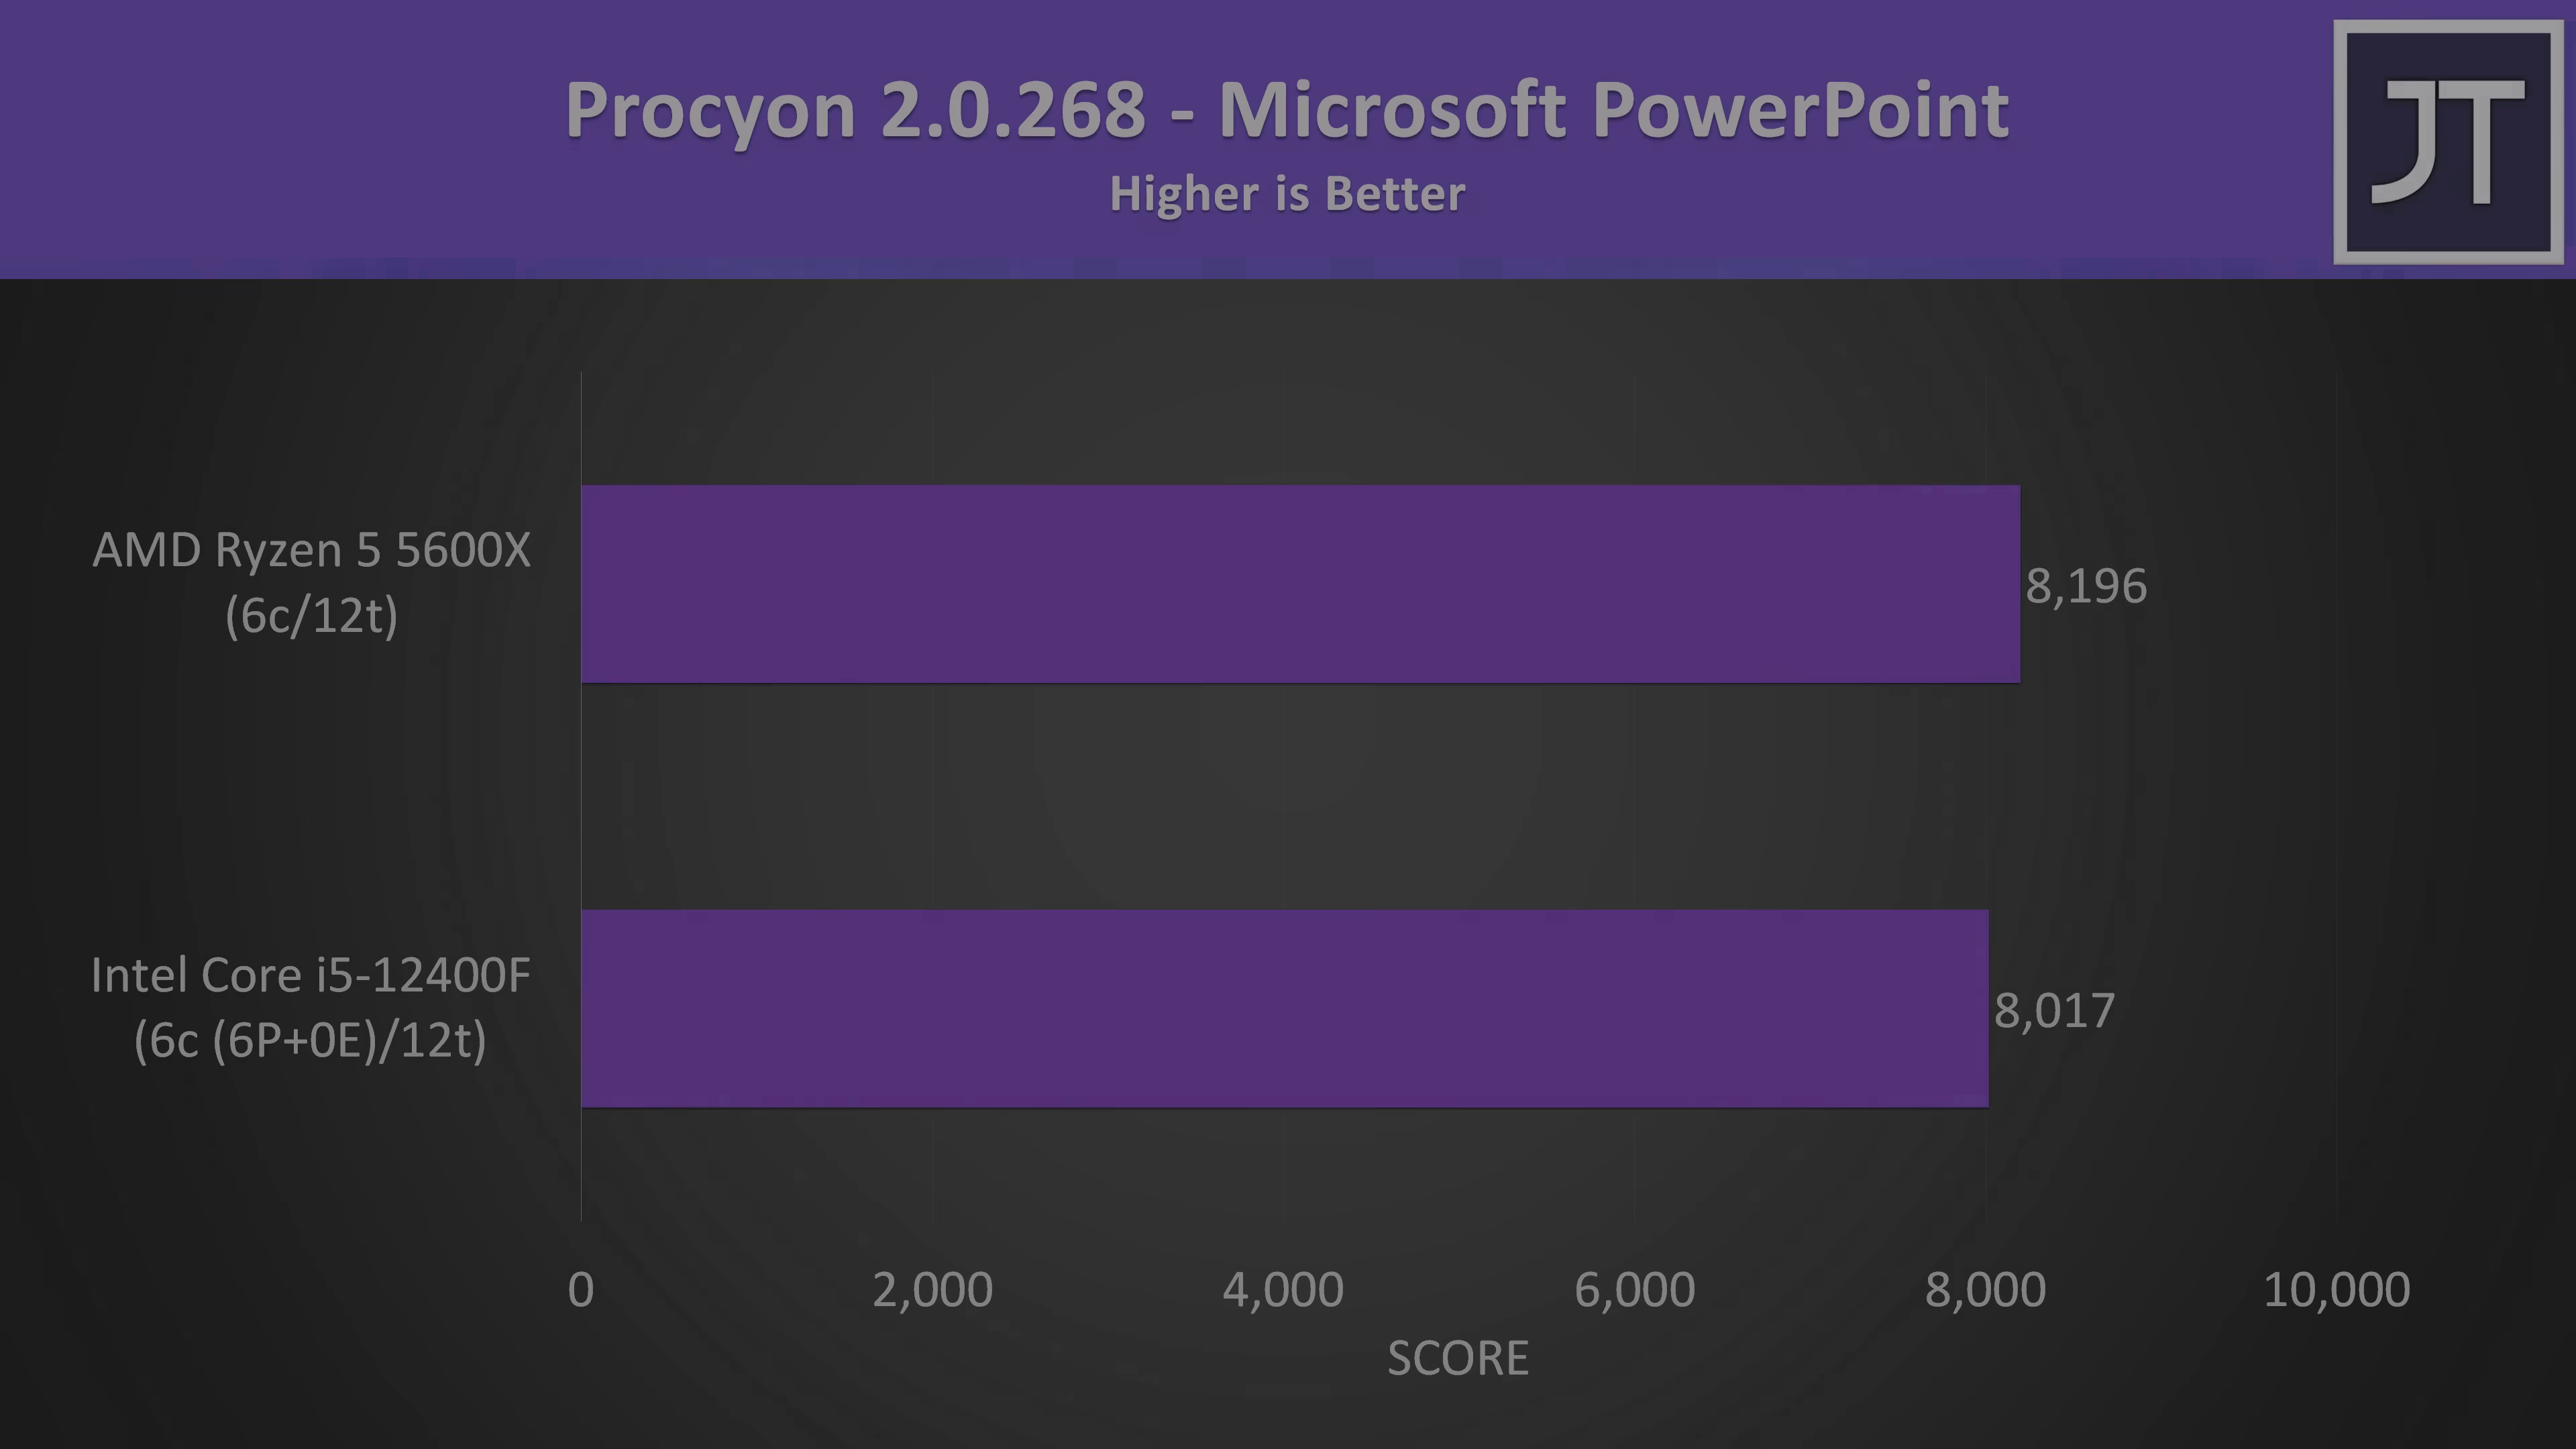 Procyon 2.0.268 - Microsoft PowerPoint
Higher is Better
JT
AMD Ryzen 5 5600X
(6c/12t)
8,196
Intel Core i5-12400F
(6c (6P+0E)/12t)
8,017
0 2,000 4,000 6,000 8,000 10,000
SCORE